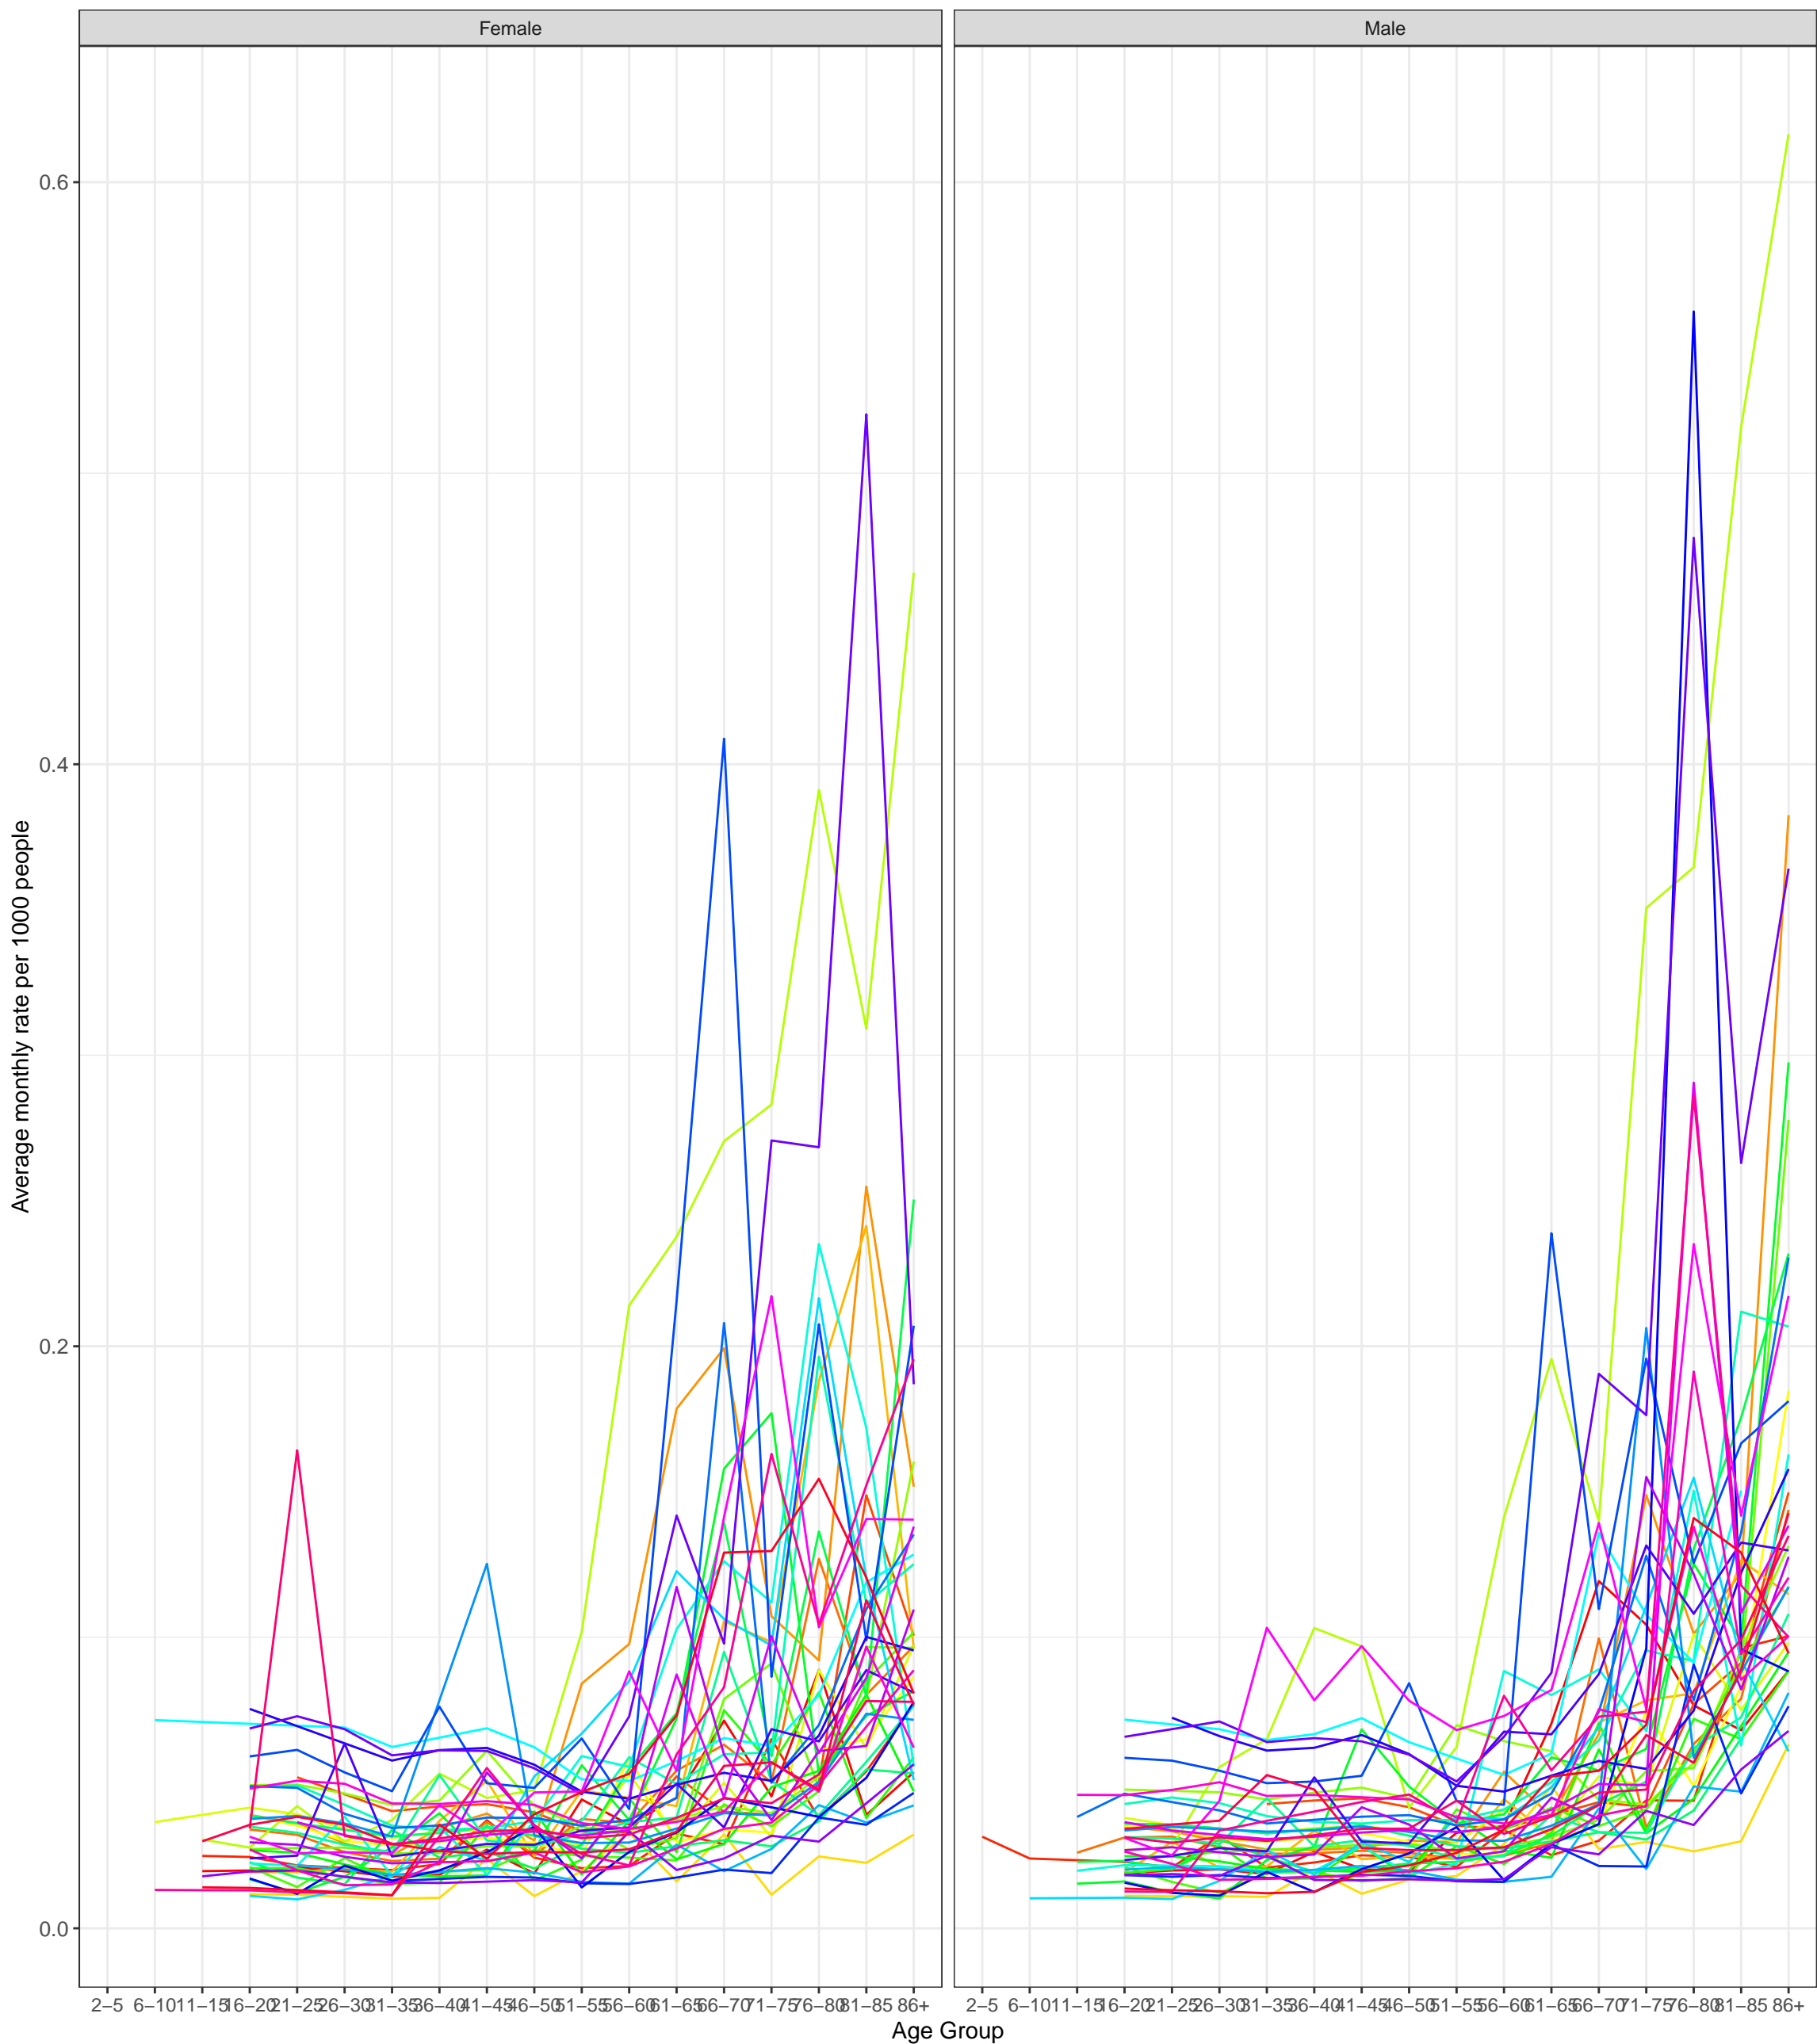 Female Male
0.6
0.4
0.2
0.0
Average monthly rate per 1000 people
2–5 6–10 11–15 16–20 21–25 26–30 31–35 36–40 41–45 46–50 51–55 56–60 61–65 66–70 71–75 76–80 81–85 86+ 2–5 6–10 11–15 16–20 21–25 26–30 31–35 36–40 41–45 46–50 51–55 56–60 61–65 66–70 71–75 76–80 81–85 86+
Age Group